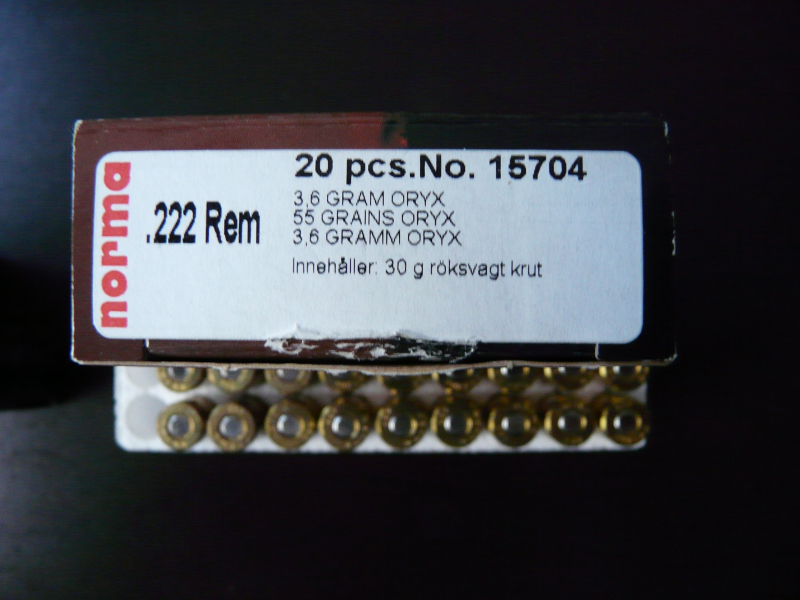 norma
.222 Rem
20 pcs.No. 15704
3,6 GRAM ORYX
55 GRAINS ORYX
3,6 GRAMM ORYX
Innehåller: 30 g röksvagt krut